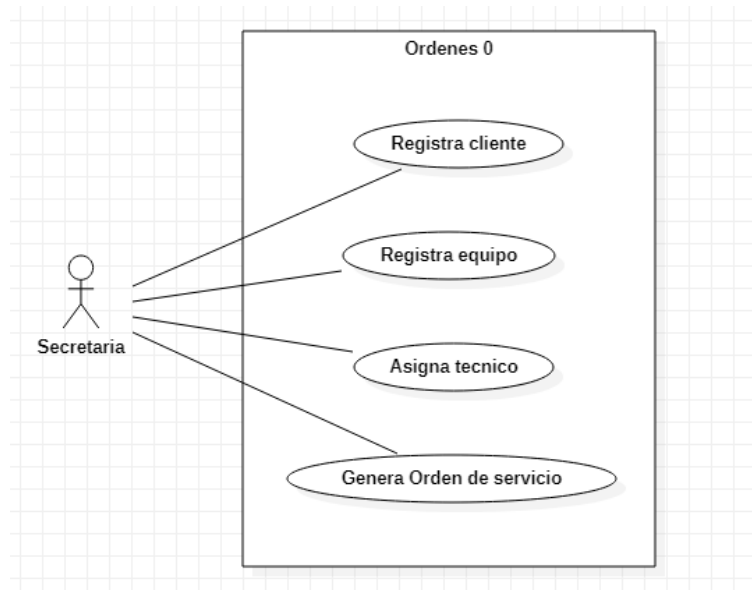 Ordenes 0
Registra cliente
Registra equipo
Secretaria
Asigna tecnico
Genera Orden de servicio